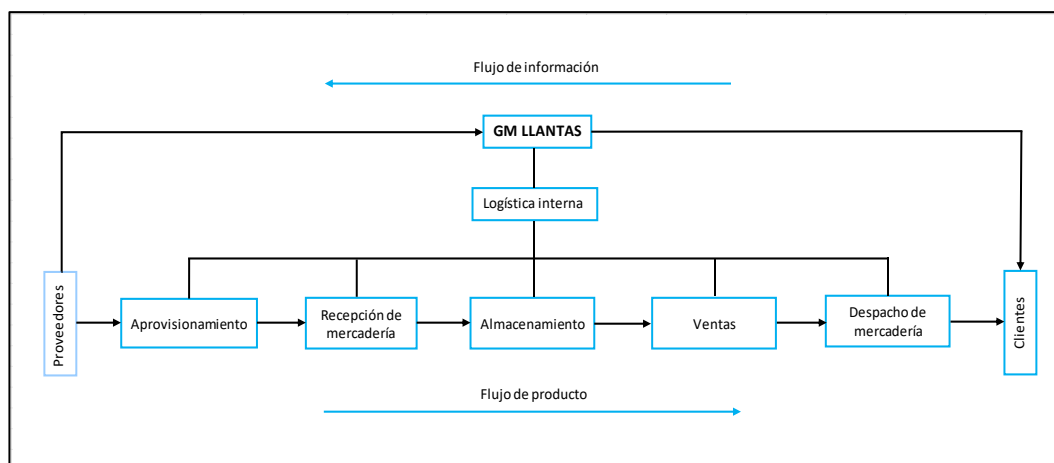 Flujo de información
GM LLANTAS
Logística interna
Proveedores
Aprovisionamiento
Recepción de
mercadería
Almacenamiento
Ventas
Despacho de
mercadería
Clientes
Flujo de producto